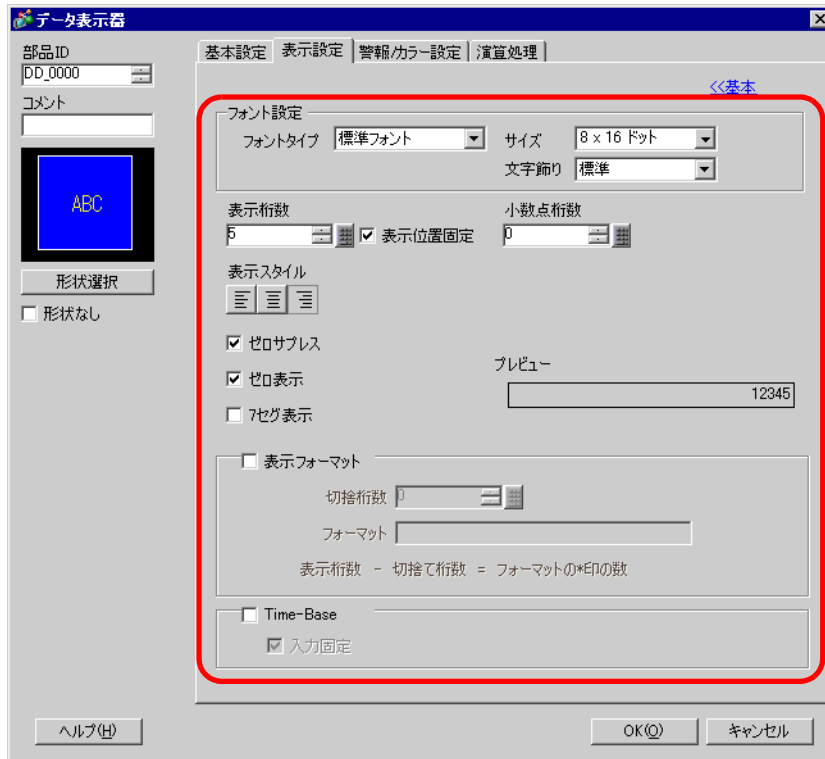 データ表示器
部品ID
DD_0000
コメント
ABC
形状選択
形状なし
基本設定 表示設定 警報/カラー設定 演算処理
<<基本
フォント設定
フォントタイプ 標準フォント サイズ 8 x 16 ドット
文字飾り 標準
表示桁数 小数点桁数
5 表示位置固定 0
表示スタイル
ゼロサプレス
ゼロ表示
7セグ表示
プレビュー
12345
表示フォーマット
切捨桁数 0
フォーマット
表示桁数 - 切捨て桁数 = フォーマットの*印の数
Time-Base
入力固定
ヘルプ(H) OK(O) キャンセル